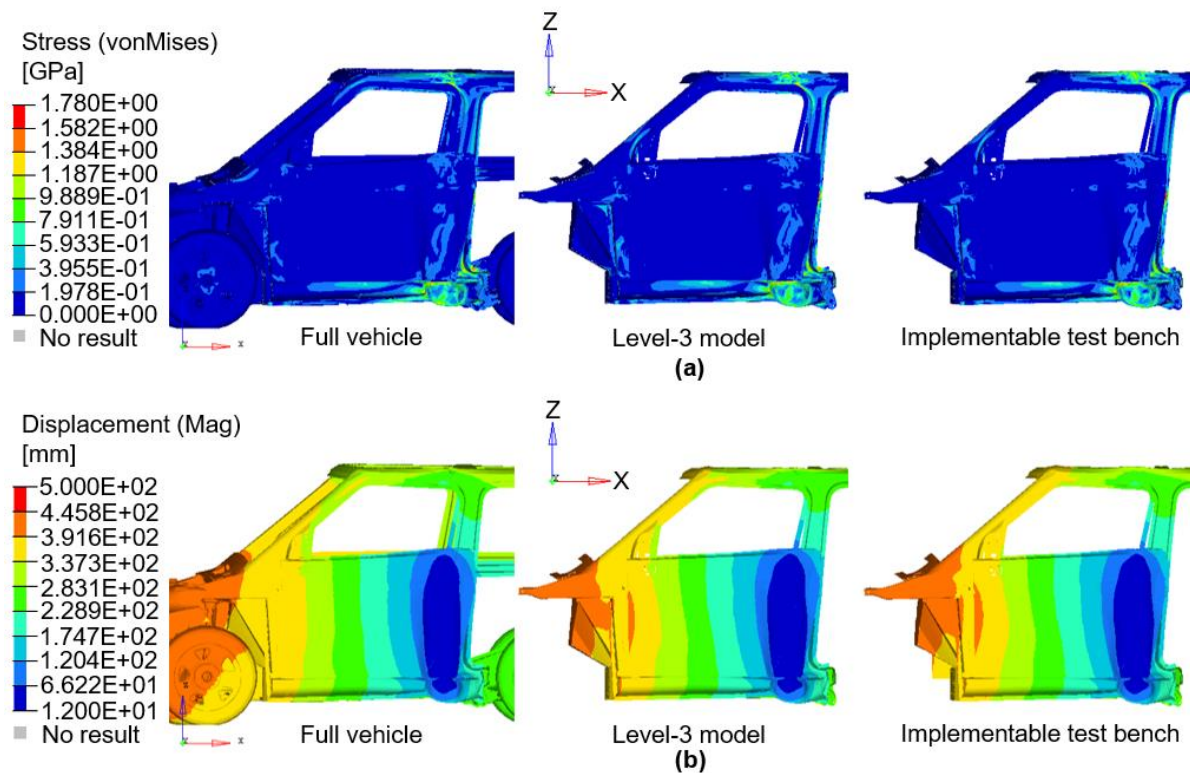 Stress (vonMises)
[GPa]
1.780E+00
1.582E+00
1.384E+00
1.187E+00
9.889E-01
7.911E-01
5.933E-01
3.955E-01
1.978E-01
0.000E+00
No result
Z
X
x
Full vehicle
Level-3 model
Implementable test bench
(a)
Displacement (Mag)
[mm]
5.000E+02
4.458E+02
3.916E+02
3.373E+02
2.831E+02
2.289E+02
1.747E+02
1.204E+02
6.622E+01
1.200E+01
No result
Z
X
x
Full vehicle
Level-3 model
Implementable test bench
(b)